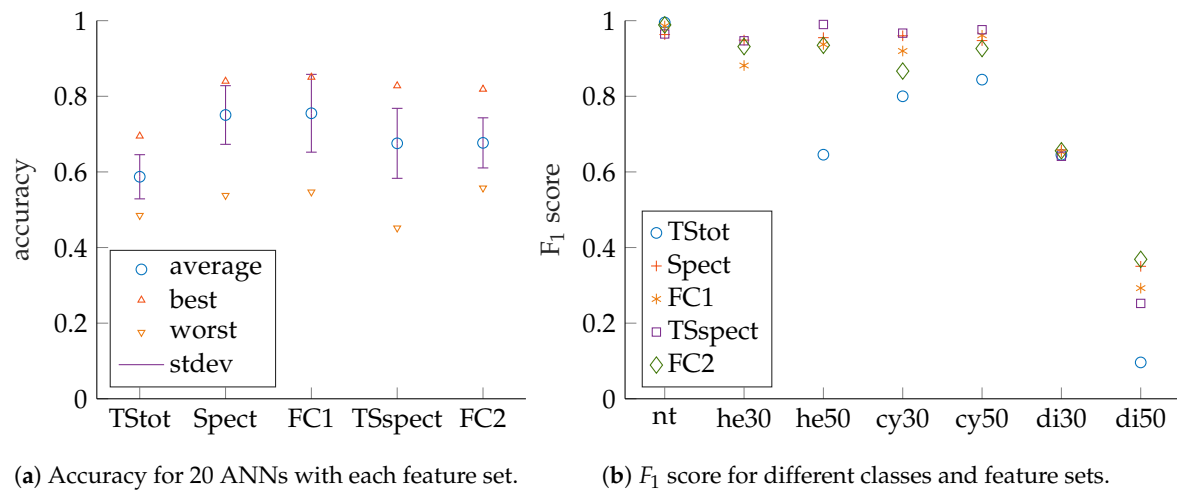 1
0.8
0.6
0.4
0.2
0
accuracy
average
best
worst
stdev
TStot Spect FC1 TSspect FC2
(a) Accuracy for 20 ANNs with each feature set.
1
0.8
0.6
0.4
0.2
0
F₁ score
TStot
Spect
FC1
TSspect
FC2
nt he30 he50 cy30 cy50 di30 di50
(b) F₁ score for different classes and feature sets.